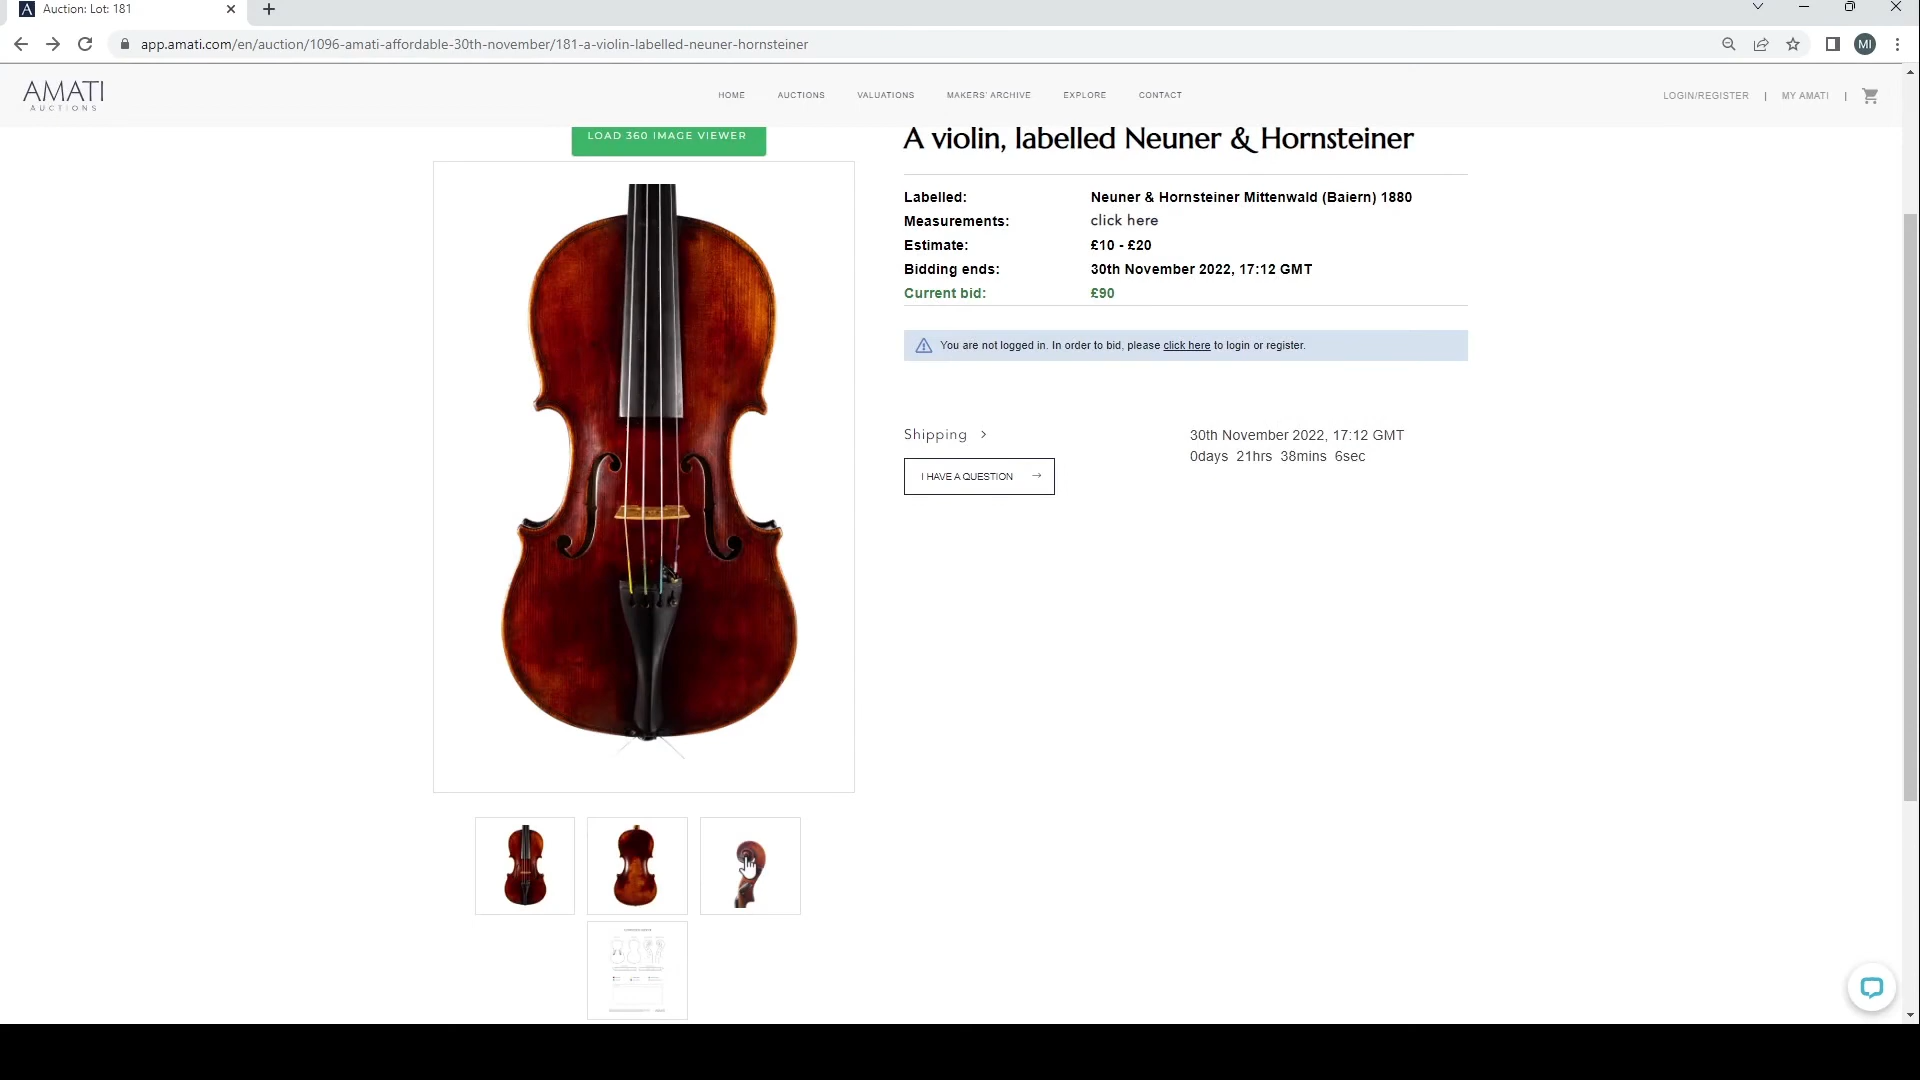 Auction: Lot: 181
app.amati.com/en/auction/1096-amati-affordable-30th-november/181-a-violin-labelled-neuner-hornsteiner
MI
AMATI
AUCTIONS
HOME
AUCTIONS
VALUATIONS
MAKERS' ARCHIVE
EXPLORE
CONTACT
LOGIN/REGISTER | MY AMATI |
LOAD 360 IMAGE VIEWER
A violin, labelled Neuner & Hornsteiner
Labelled: Neuner & Hornsteiner Mittenwald (Baiern) 1880
Measurements: click here
Estimate: £10 - £20
Bidding ends: 30th November 2022, 17:12 GMT
Current bid: £90
You are not logged in. In order to bid, please click here to login or register.
Shipping >
30th November 2022, 17:12 GMT
0days 21hrs 38mins 6sec
I HAVE A QUESTION →